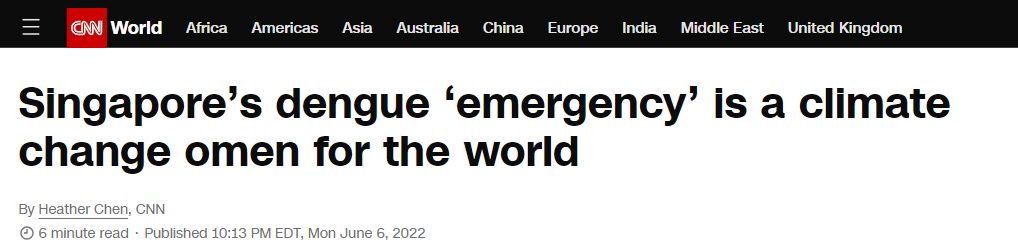 CNN World Africa Americas Asia Australia China Europe India Middle East United Kingdom
Singapore’s dengue ‘emergency’ is a climate
change omen for the world
By Heather Chen, CNN
6 minute read · Published 10:13 PM EDT, Mon June 6, 2022